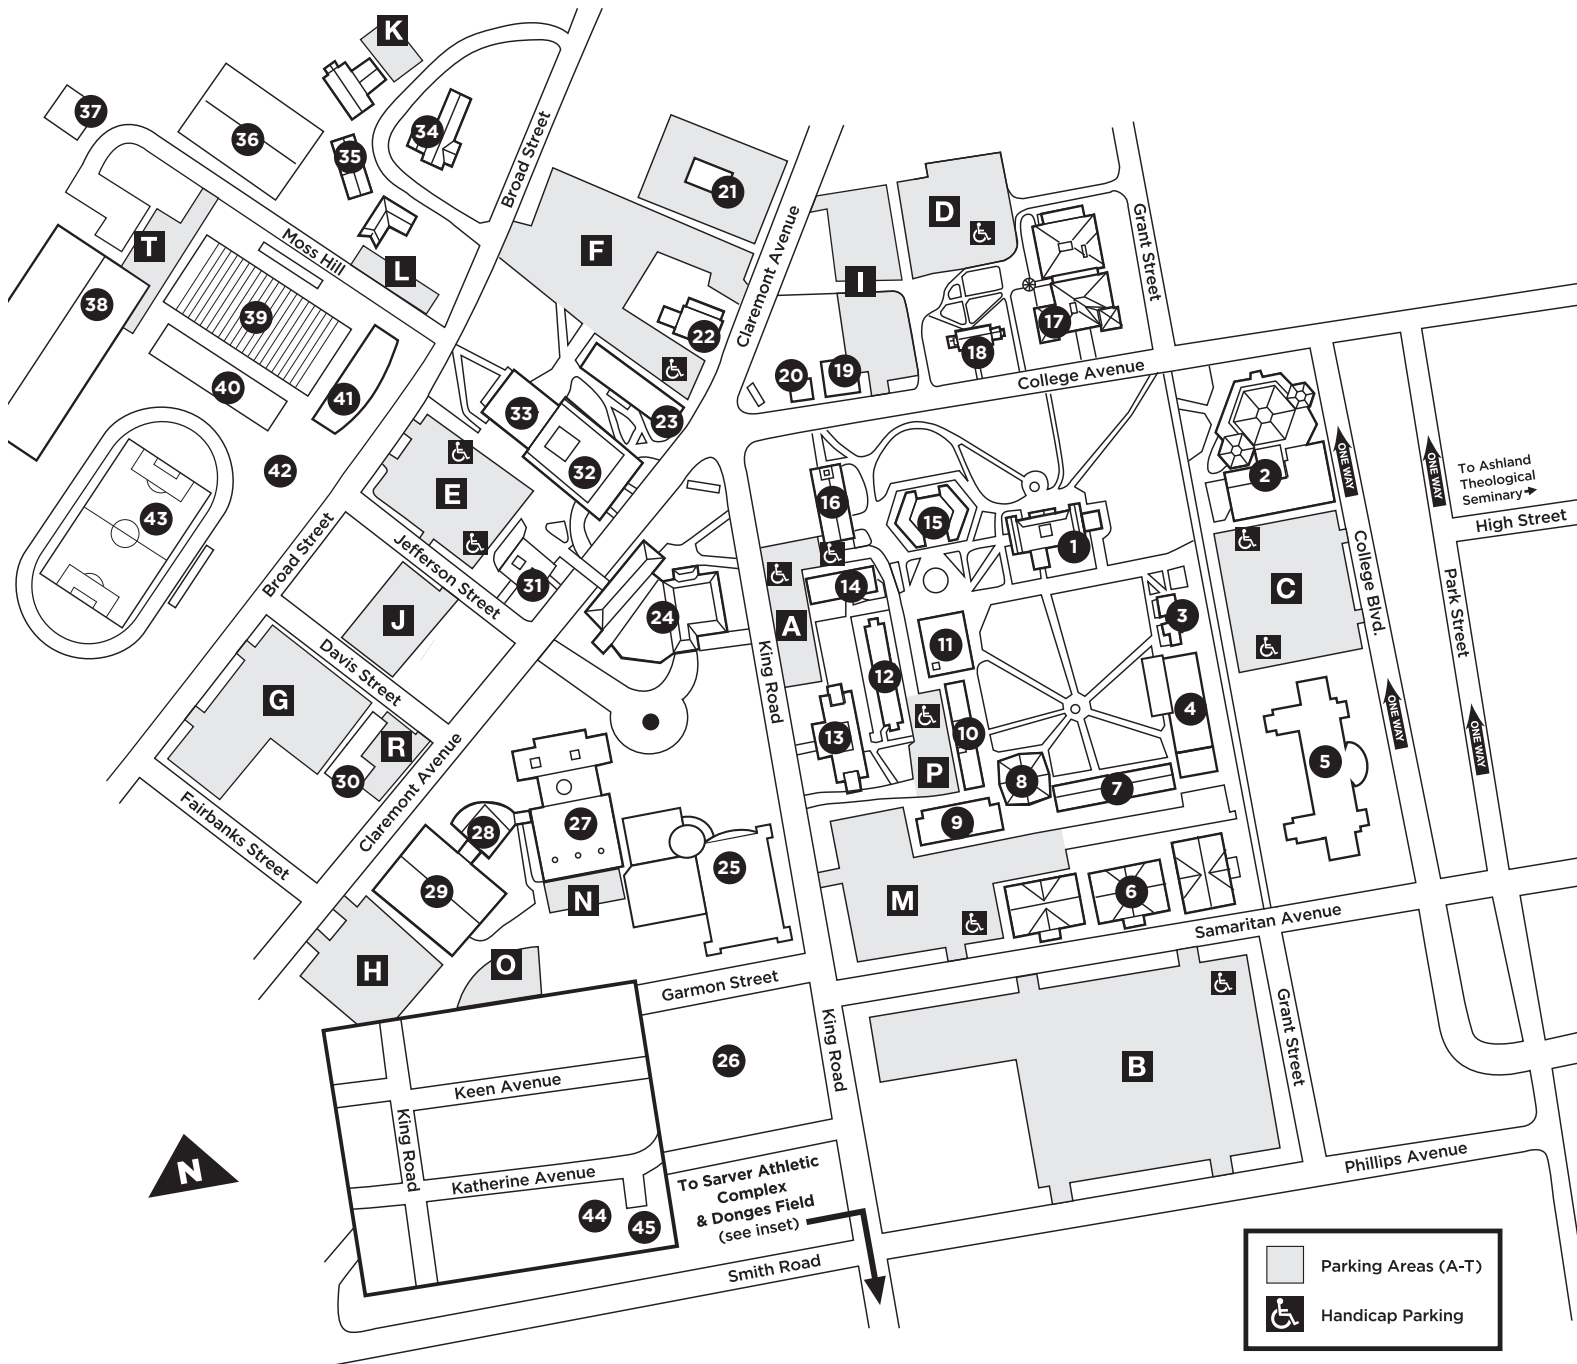 K
37
36
34
35
Broad Street
21
D
Grant Street
T
Moss Hill
L
F
Claremont Avenue
I
38
39
22
17
18
40
41
20
19
College Avenue
33
23
32
42
E
43
2
ONE WAY
ONE WAY
To Ashland
Theological
Seminary
High Street
16
15
1
Broad Street
Jefferson Street
31
14
C
College Blvd.
Park Street
J
24
A
11
3
Davis Street
King Road
12
G
R
13
10
4
ONE WAY
ONE WAY
30
P
8
7
5
Fairbanks Street
Claremont Avenue
28
27
9
29
25
N
M
6
Samaritan Avenue
H
O
Garmon Street
King Road
Grant Street
26
B
Keen Avenue
King Road
Katherine Avenue
N
To Sarver Athletic
Complex
& Donges Field
(see inset)
Phillips Avenue
44
45
Smith Road
Parking Areas (A-T)
Handicap Parking